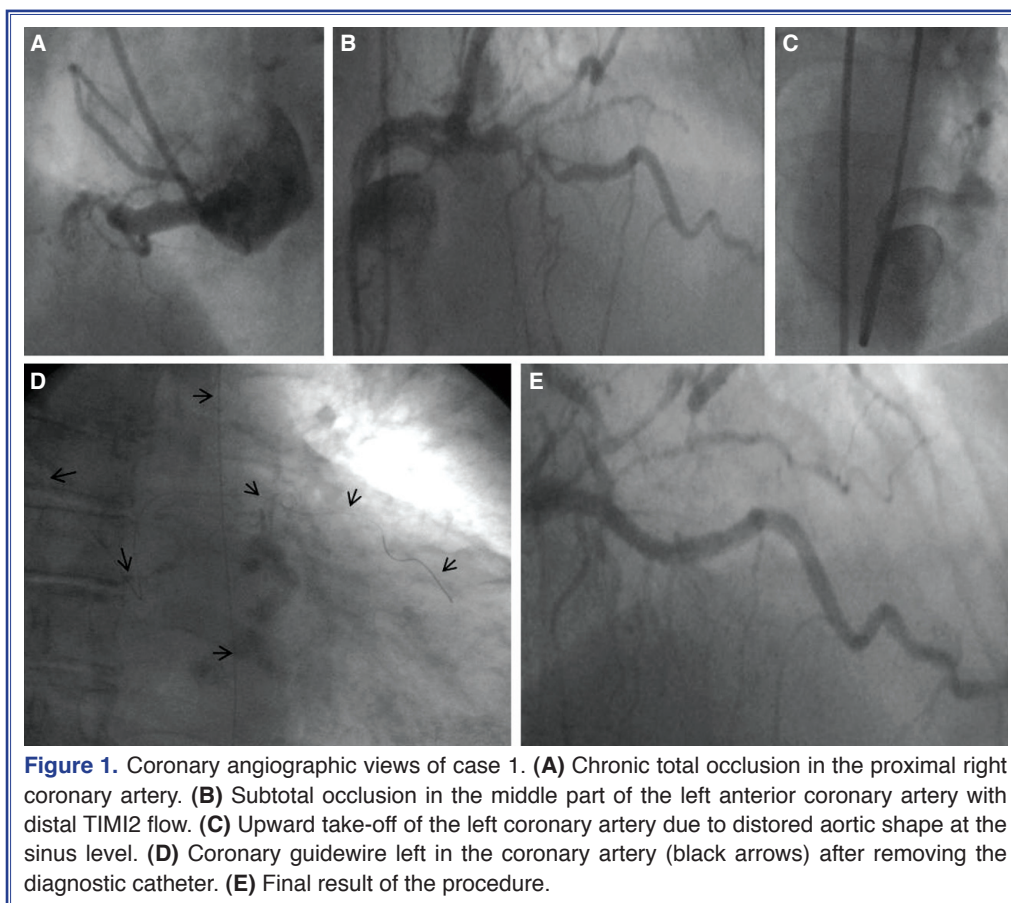 A
B
C
D
E
Figure 1. Coronary angiographic views of case 1. (A) Chronic total occlusion in the proximal right
coronary artery. (B) Subtotal occlusion in the middle part of the left anterior coronary artery with
distal TIMI2 flow. (C) Upward take-off of the left coronary artery due to distored aortic shape at the
sinus level. (D) Coronary guidewire left in the coronary artery (black arrows) after removing the
diagnostic catheter. (E) Final result of the procedure.